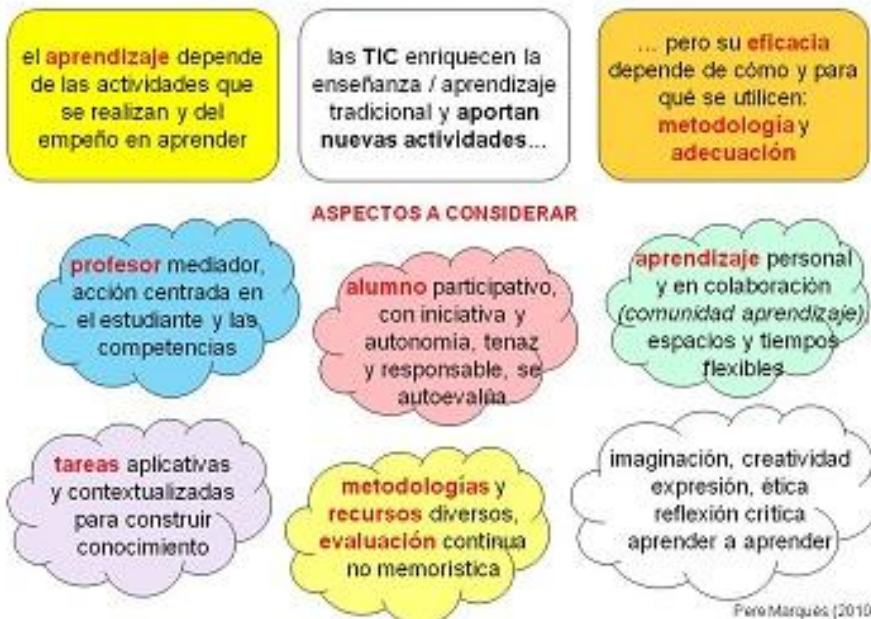 el aprendizaje depende
de las actividades que
se realizan y del
empeño en aprender
las TIC enriquecen la
enseñanza / aprendizaje
tradicional y aportan
nuevas actividades...
... pero su eficacia
depende de cómo y para
qué se utilicen:
metodología y
adecuación
ASPECTOS A CONSIDERAR
profesor mediador,
acción centrada en
el estudiante y las
competencias
alumno participativo,
con iniciativa y
autonomía, tenaz
y responsable, se
autoevalúa
aprendizaje personal
y en colaboración
(comunidad aprendizaje),
espacios y tiempos
flexibles
tareas aplicativas
y contextualizadas
para construir
conocimiento
metodologías y
recursos diversos,
evaluación continua
no memorística
imaginación, creatividad
expresión, ética
reflexión crítica
aprender a aprender
Pere Marquès (2010